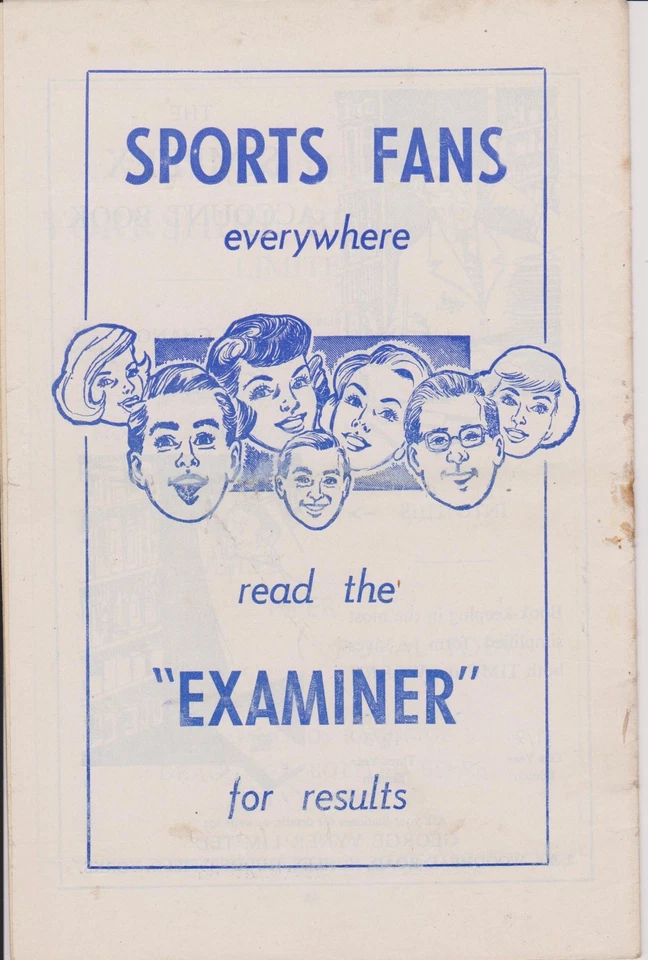 SPORTS FANS
everywhere
read the
"EXAMINER"
for results